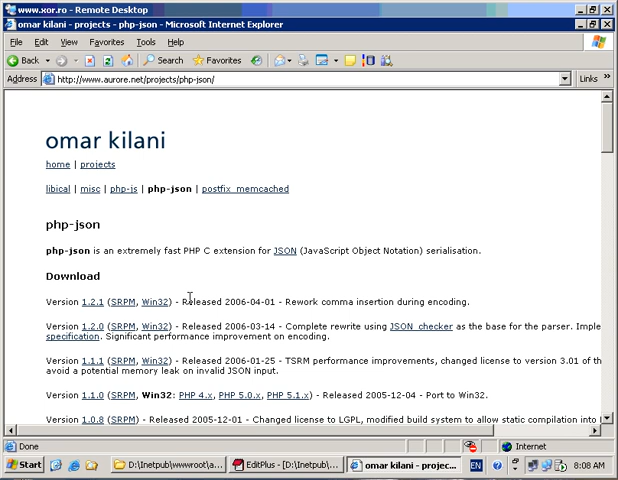 www.xor.ro - Remote Desktop
omar kilani - projects - php-json - Microsoft Internet Explorer
File Edit View Favorites Tools Help
Back Search Favorites
Address http://www.aurore.net/projects/php-json/ Links »
omar kilani
home | projects
libical | misc | php-js | php-json | postfix_memcached
php-json
php-json is an extremely fast PHP C extension for JSON (JavaScript Object Notation) serialisation.
Download
Version 1.2.1 (SRPM, Win32) - Released 2006-04-01 - Rework comma insertion during encoding.
Version 1.2.0 (SRPM, Win32) - Released 2006-03-14 - Complete rewrite using JSON_checker as the base for the parser. Imple
specification. Significant performance improvement on encoding.
Version 1.1.1 (SRPM, Win32) - Released 2006-01-25 - TSRM performance improvements, changed license to version 3.01 of th
avoid a potential memory leak on invalid JSON input.
Version 1.1.0 (SRPM, Win32: PHP 4.x, PHP 5.0.x, PHP 5.1.x) - Released 2005-12-04 - Port to Win32.
Version 1.0.8 (SRPM) - Released 2005-12-01 - Changed license to LGPL, modified build system to allow static compilation into
Done Internet
Start D:\Inetpub\wwwroot\a... EditPlus - [D:\Inetpub\... omar kilani - projec... EN 8:08 AM